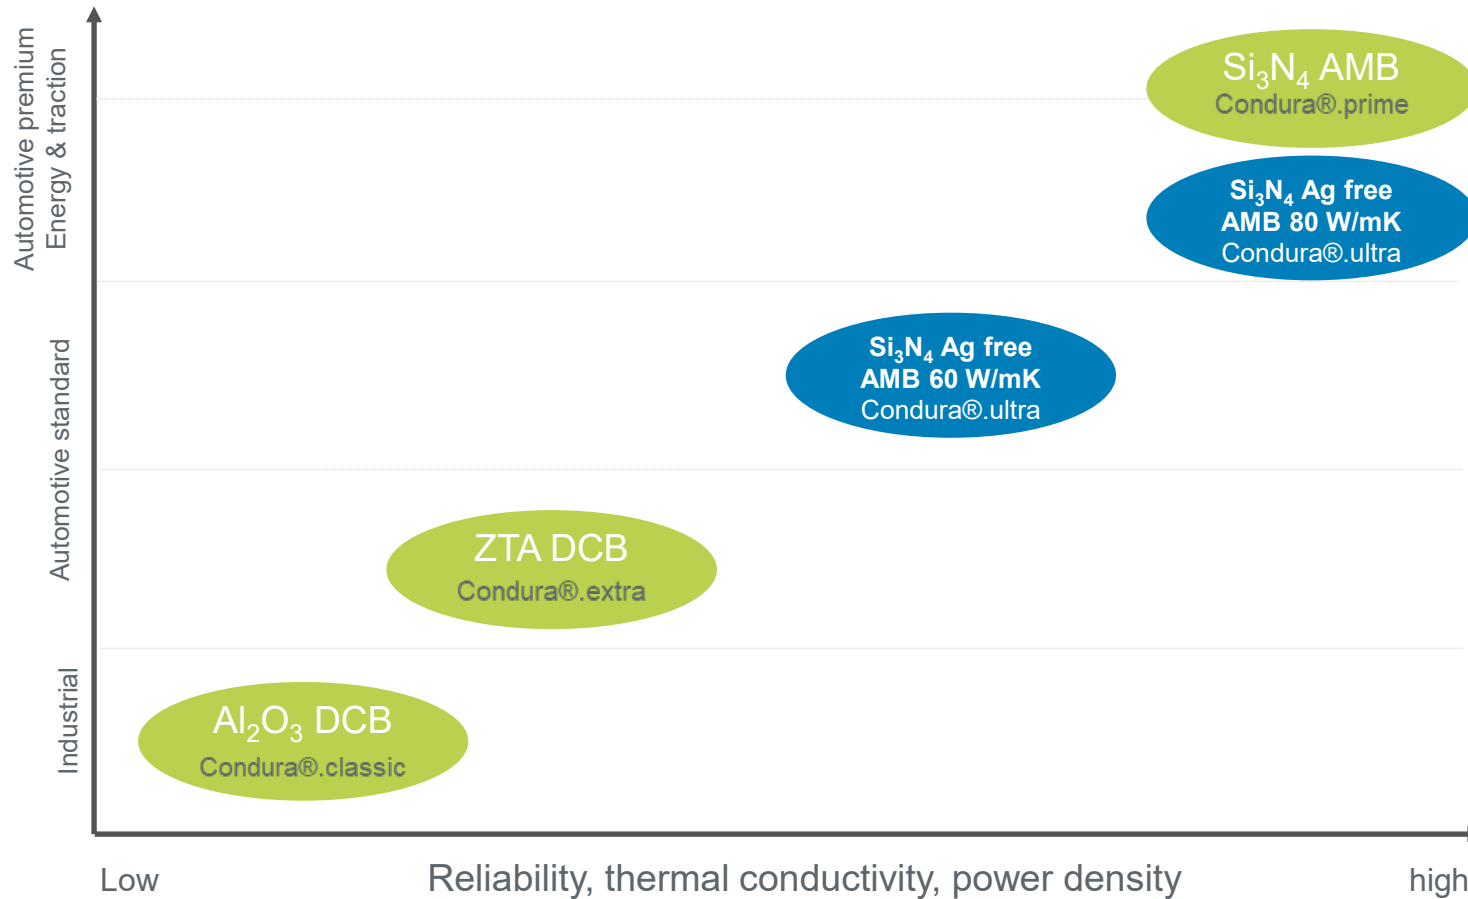 Automotive premium
Energy & traction
Si₃N₄ AMB
Condura®.prime
Si₃N₄ Ag free
AMB 80 W/mK
Condura®.ultra
Automotive standard
Si₃N₄ Ag free
AMB 60 W/mK
Condura®.ultra
ZTA DCB
Condura®.extra
Industrial
Al₂O₃ DCB
Condura®.classic
Low
Reliability, thermal conductivity, power density
high